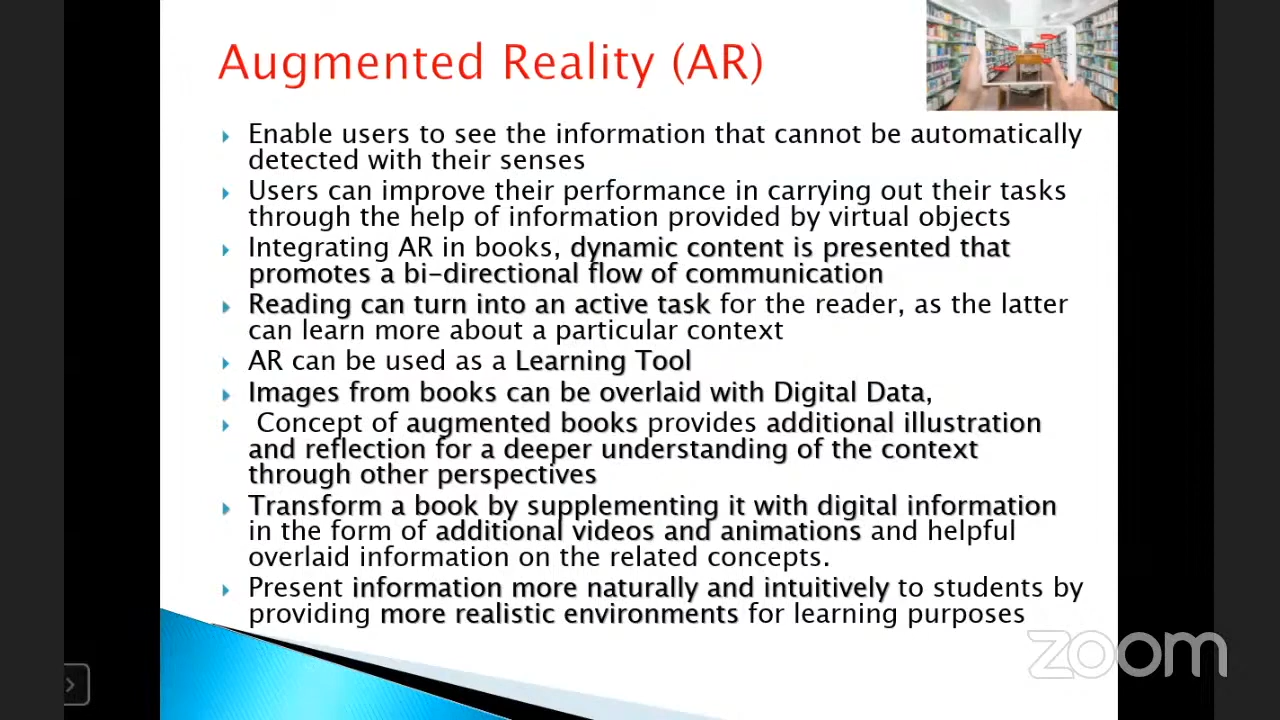 Augmented Reality (AR)
Enable users to see the information that cannot be automatically
detected with their senses
Users can improve their performance in carrying out their tasks
through the help of information provided by virtual objects
Integrating AR in books, dynamic content is presented that
promotes a bi-directional flow of communication
Reading can turn into an active task for the reader, as the latter
can learn more about a particular context
AR can be used as a Learning Tool
Images from books can be overlaid with Digital Data,
Concept of augmented books provides additional illustration
and reflection for a deeper understanding of the context
through other perspectives
Transform a book by supplementing it with digital information
in the form of additional videos and animations and helpful
overlaid information on the related concepts.
Present information more naturally and intuitively to students by
providing more realistic environments for learning purposes
zoom